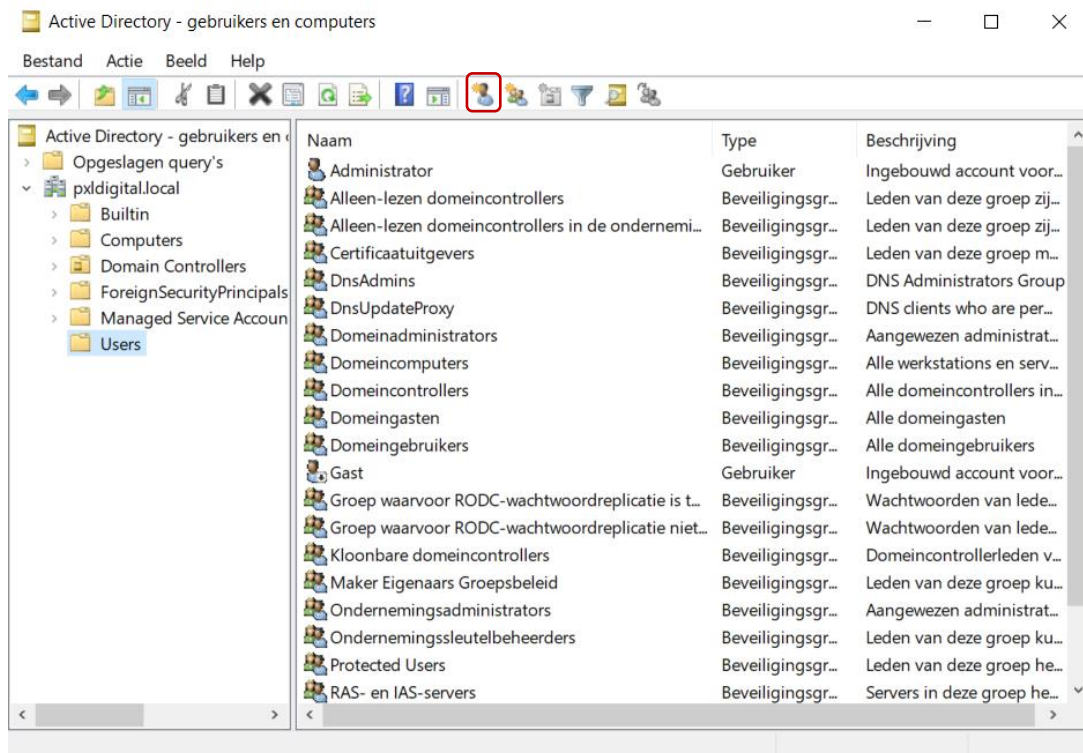 Active Directory - gebruikers en computers
Bestand Actie Beeld Help
Active Directory - gebruikers en c
Opgeslagen query's
pxldigital.local
Builtin
Computers
Domain Controllers
ForeignSecurityPrincipals
Managed Service Accoun
Users
Naam Type Beschrijving
Administrator Gebruiker Ingebouwd account voor...
Alleen-lezen domeincontrollers Beveiligingsgr... Leden van deze groep zij...
Alleen-lezen domeincontrollers in de ondernemi... Beveiligingsgr... Leden van deze groep zij...
Certificaatuitgevers Beveiligingsgr... Leden van deze groep m...
DnsAdmins Beveiligingsgr... DNS Administrators Group
DnsUpdateProxy Beveiligingsgr... DNS clients who are per...
Domeinadministrators Beveiligingsgr... Aangewezen administrat...
Domeincomputers Beveiligingsgr... Alle werkstations en serv...
Domeincontrollers Beveiligingsgr... Alle domeincontrollers in...
Domeingasten Beveiligingsgr... Alle domeingasten
Domeingebruikers Beveiligingsgr... Alle domeingebruikers
Gast Gebruiker Ingebouwd account voor...
Groep waarvoor RODC-wachtwoordreplicatie is t... Beveiligingsgr... Wachtwoorden van lede...
Groep waarvoor RODC-wachtwoordreplicatie niet... Beveiligingsgr... Wachtwoorden van lede...
Kloonbare domeincontrollers Beveiligingsgr... Domeincontrollerleden v...
Maker Eigenaars Groepsbeleid Beveiligingsgr... Leden van deze groep ku...
Ondernemingsadministrators Beveiligingsgr... Aangewezen administrat...
Ondernemingssleutelbeheerders Beveiligingsgr... Leden van deze groep ku...
Protected Users Beveiligingsgr... Leden van deze groep he...
RAS- en IAS-servers Beveiligingsgr... Servers in deze groep he...